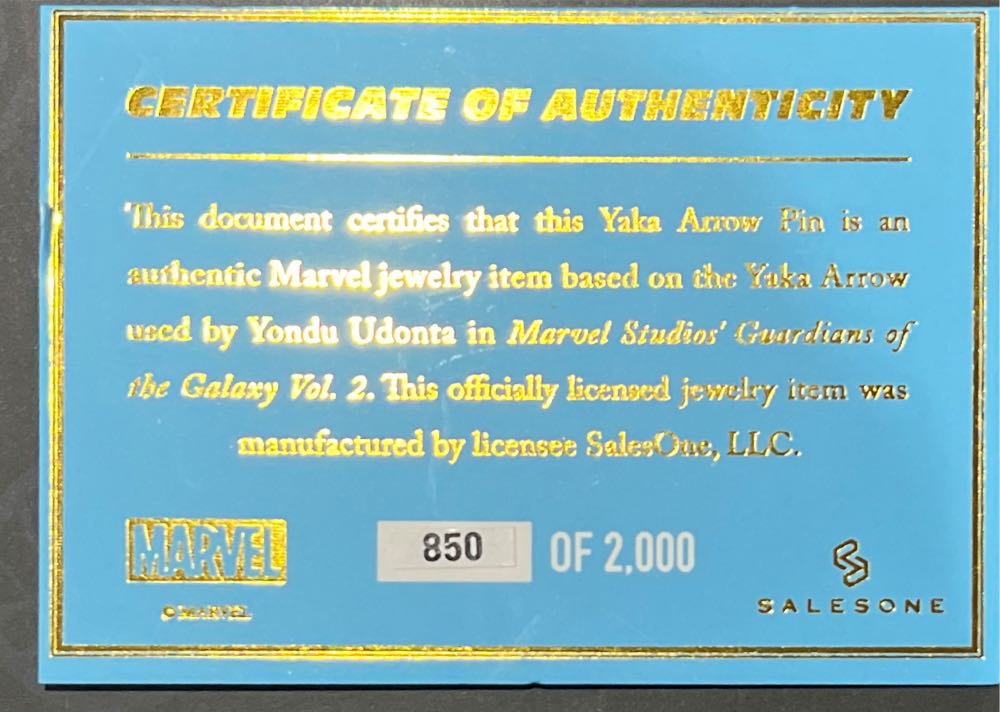 CERTIFICATE OF AUTHENTICITY
This document certifies that this Yaka Arrow Pin is an
authentic Marvel jewelry item based on the Yaka Arrow
used by Yondu Udonta in Marvel Studios' Guardians of
the Galaxy Vol. 2. This officially licensed jewelry item was
manufactured by licensee SalesOne, LLC.
MARVEL
© MARVEL
850 OF 2,000
SALESONE